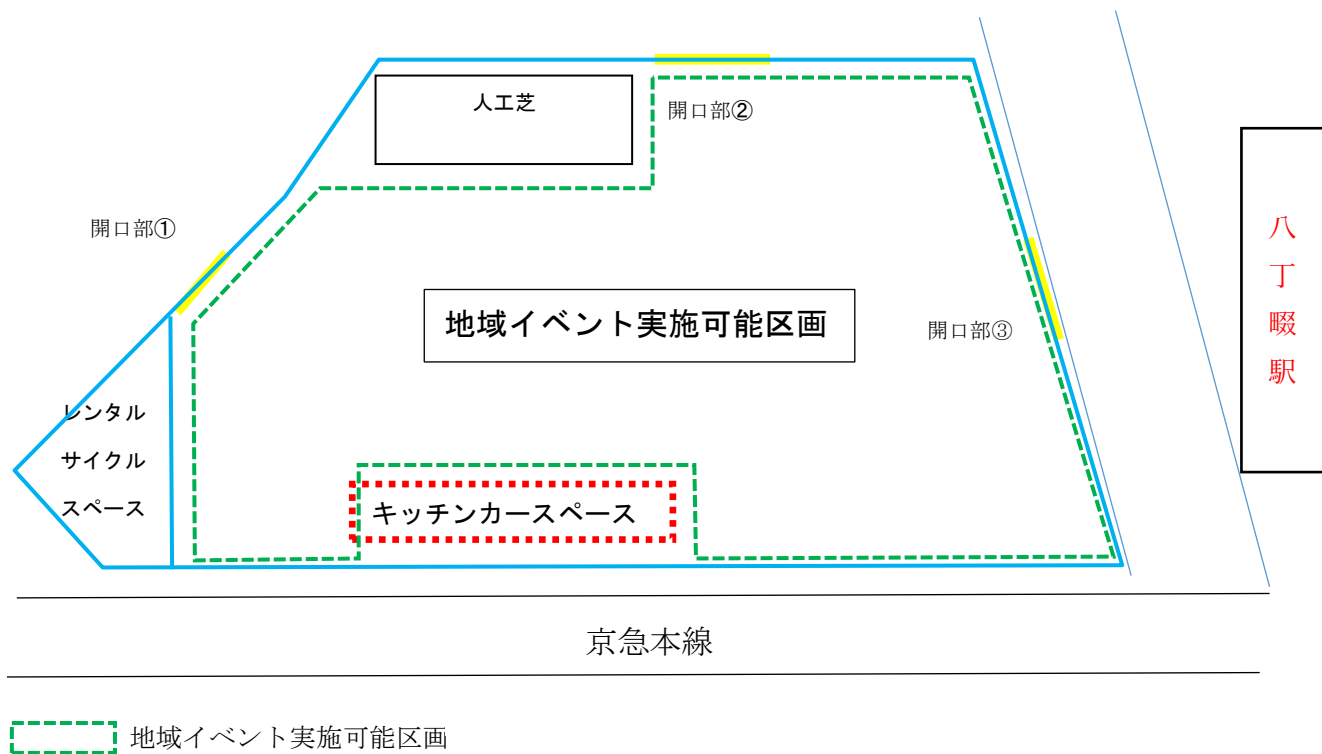 人工芝
開口部②
開口部①
八丁畷駅
地域イベント実施可能区画
開口部③
レンタル
サイクル
スペース
キッチンカースペース
京急本線
地域イベント実施可能区画